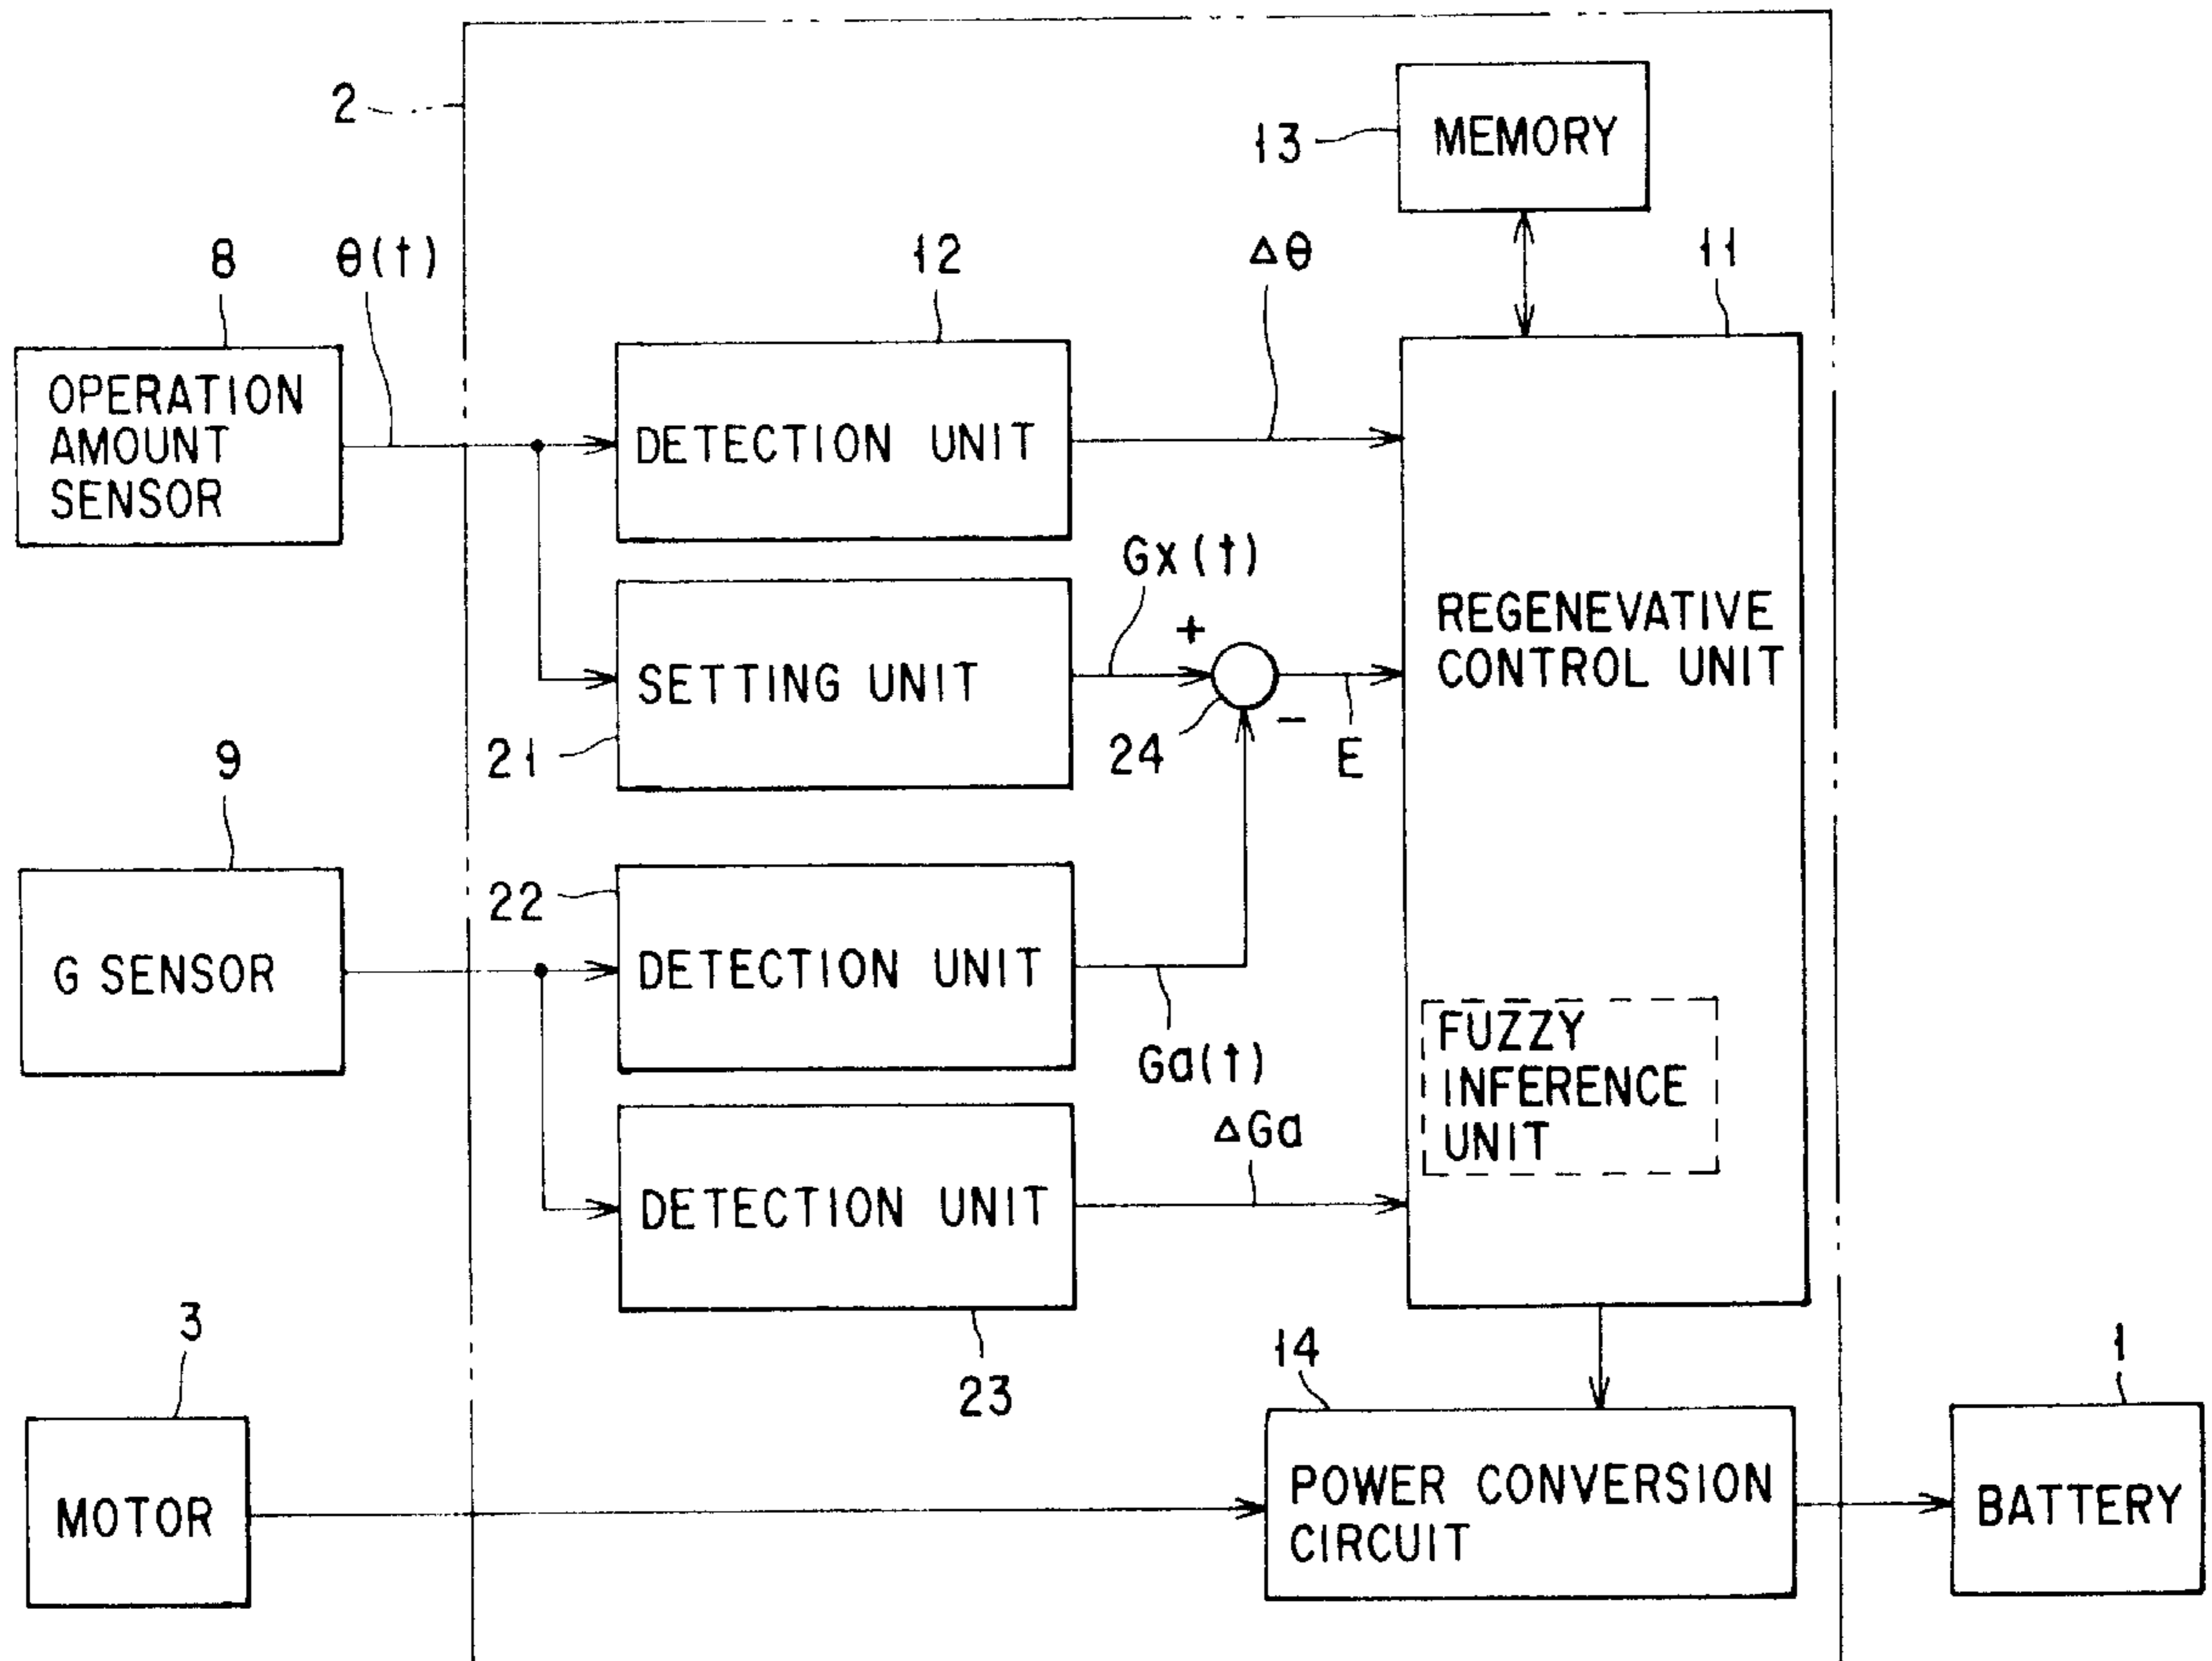 2
13
MEMORY
8
θ(t)
12
Δθ
11
OPERATION
AMOUNT
SENSOR
DETECTION UNIT
Gx(t)
+
REGENEVATIVE
CONTROL UNIT
SETTING UNIT
21
24
−
E
9
22
G SENSOR
DETECTION UNIT
Ga(t)
FUZZY
INFERENCE
UNIT
ΔGa
DETECTION UNIT
23
3
14
1
MOTOR
POWER CONVERSION
CIRCUIT
BATTERY